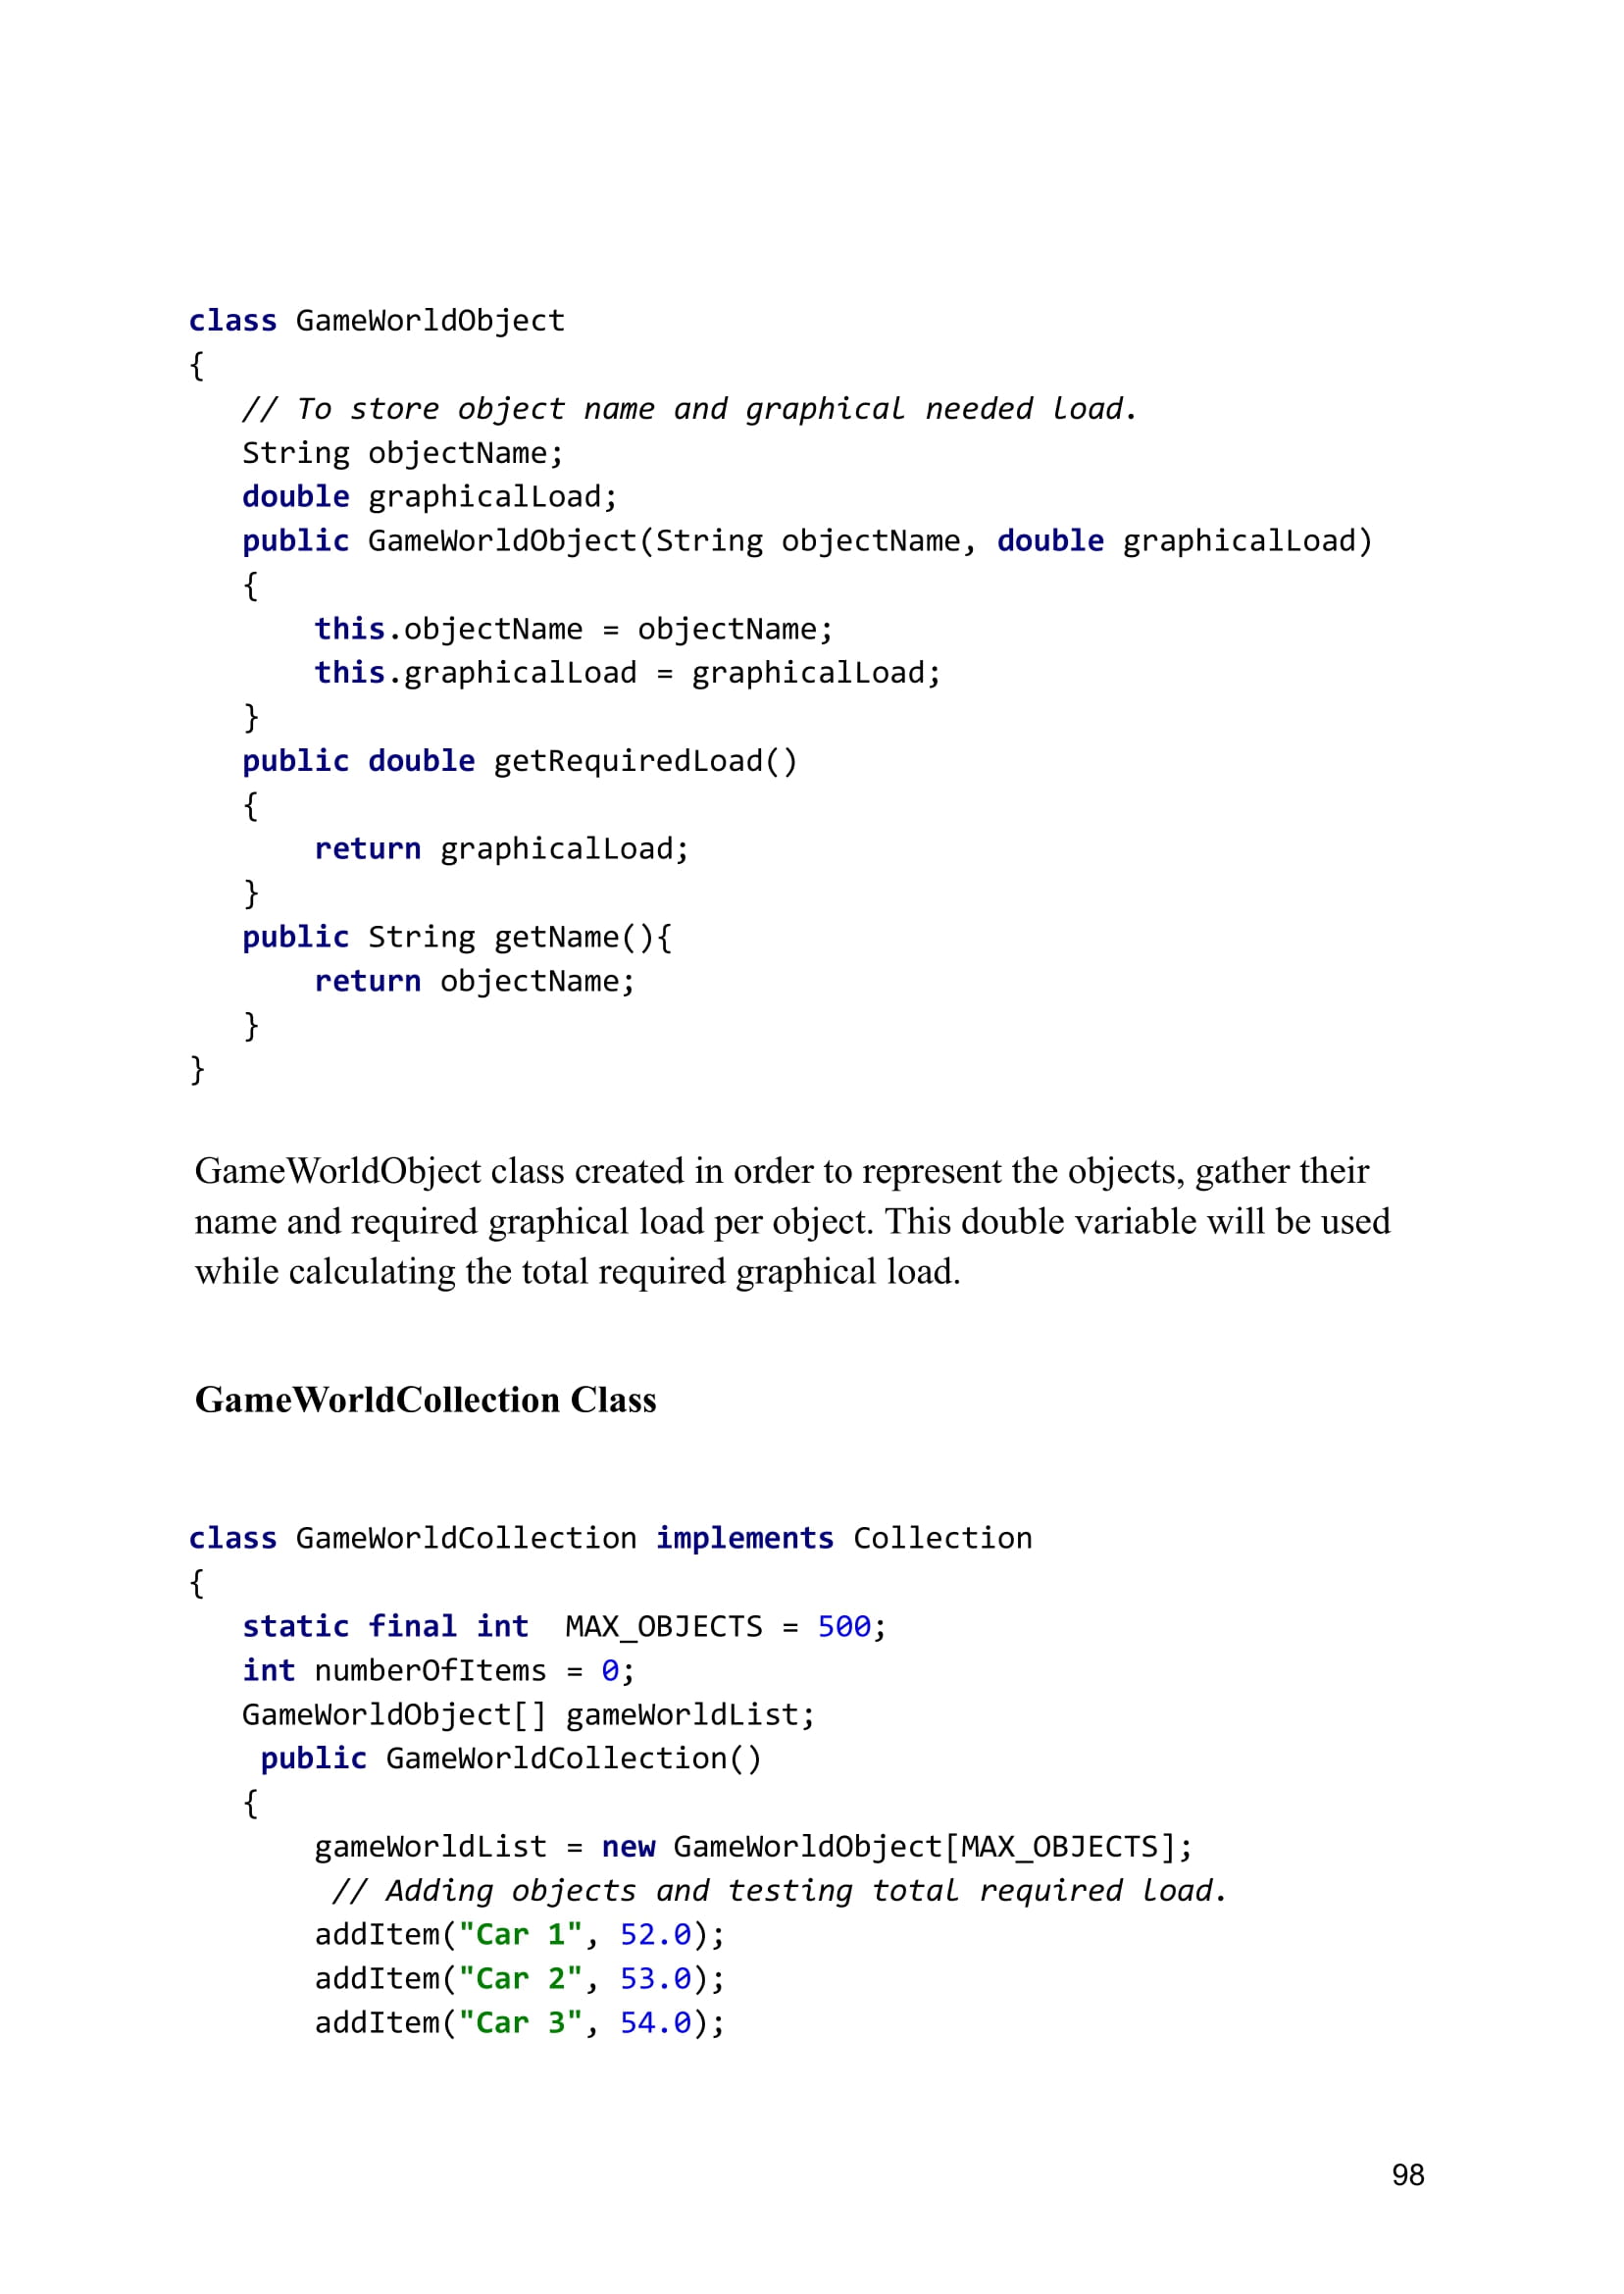 class GameWorldObject
{
   // To store object name and graphical needed load.
   String objectName;
   double graphicalLoad;
   public GameWorldObject(String objectName, double graphicalLoad)
   {
       this.objectName = objectName;
       this.graphicalLoad = graphicalLoad;
   }
   public double getRequiredLoad()
   {
       return graphicalLoad;
   }
   public String getName(){
       return objectName;
   }
}
GameWorldObject class created in order to represent the objects, gather their
name and required graphical load per object. This double variable will be used
while calculating the total required graphical load.
GameWorldCollection Class
class GameWorldCollection implements Collection
{
   static final int  MAX_OBJECTS = 500;
   int numberOfItems = 0;
   GameWorldObject[] gameWorldList;
    public GameWorldCollection()
   {
       gameWorldList = new GameWorldObject[MAX_OBJECTS];
        // Adding objects and testing total required load.
       addItem("Car 1", 52.0);
       addItem("Car 2", 53.0);
       addItem("Car 3", 54.0);
98